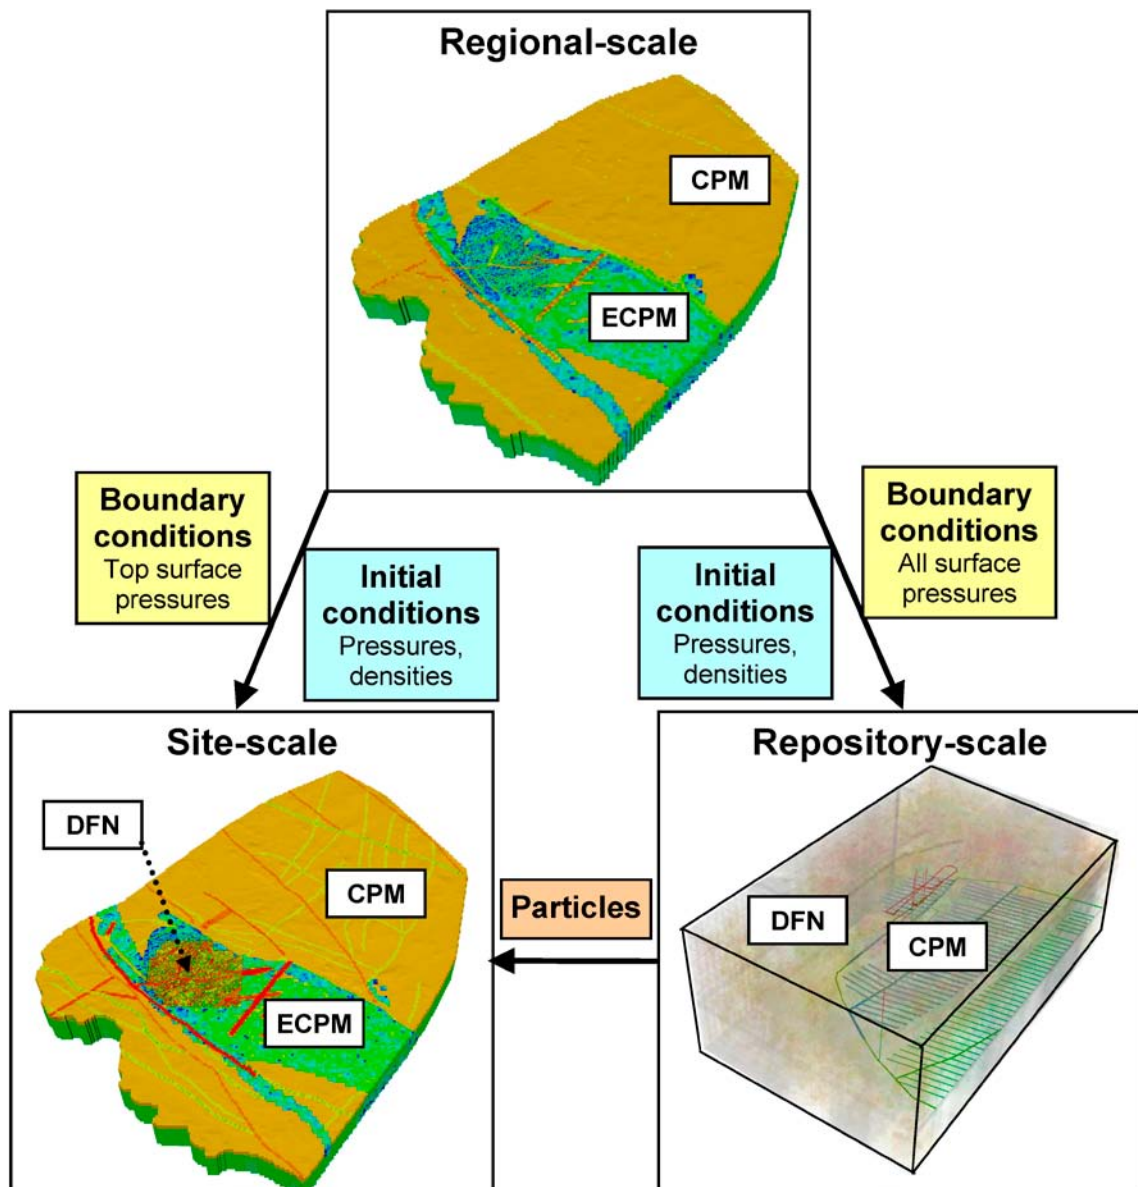 Regional-scale
CPM
ECPM
Boundary
conditions
Top surface
pressures
Initial
conditions
Pressures,
densities
Initial
conditions
Pressures,
densities
Boundary
conditions
All surface
pressures
Site-scale
DFN
CPM
ECPM
Particles
Repository-scale
DFN
CPM